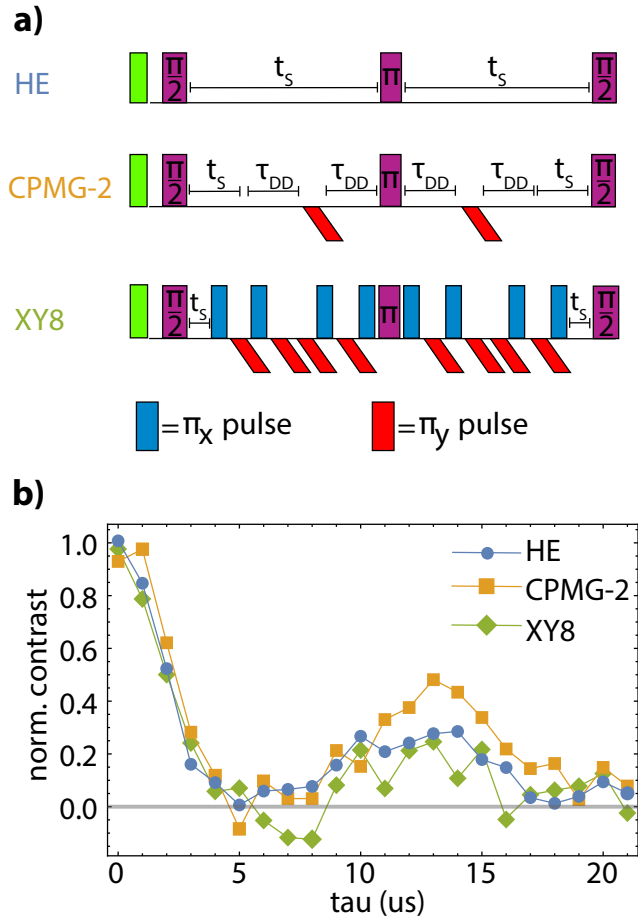 a)
HE
π/2 t_S π t_S π/2
CPMG-2
π/2 t_S τ_DD τ_DD π τ_DD τ_DD t_S π/2
XY8
π/2 t_S π t_S π/2
=π_x pulse =π_y pulse
b)
norm. contrast
1.0
0.8
0.6
0.4
0.2
0.0
HE
CPMG-2
XY8
0 5 10 15 20
tau (us)